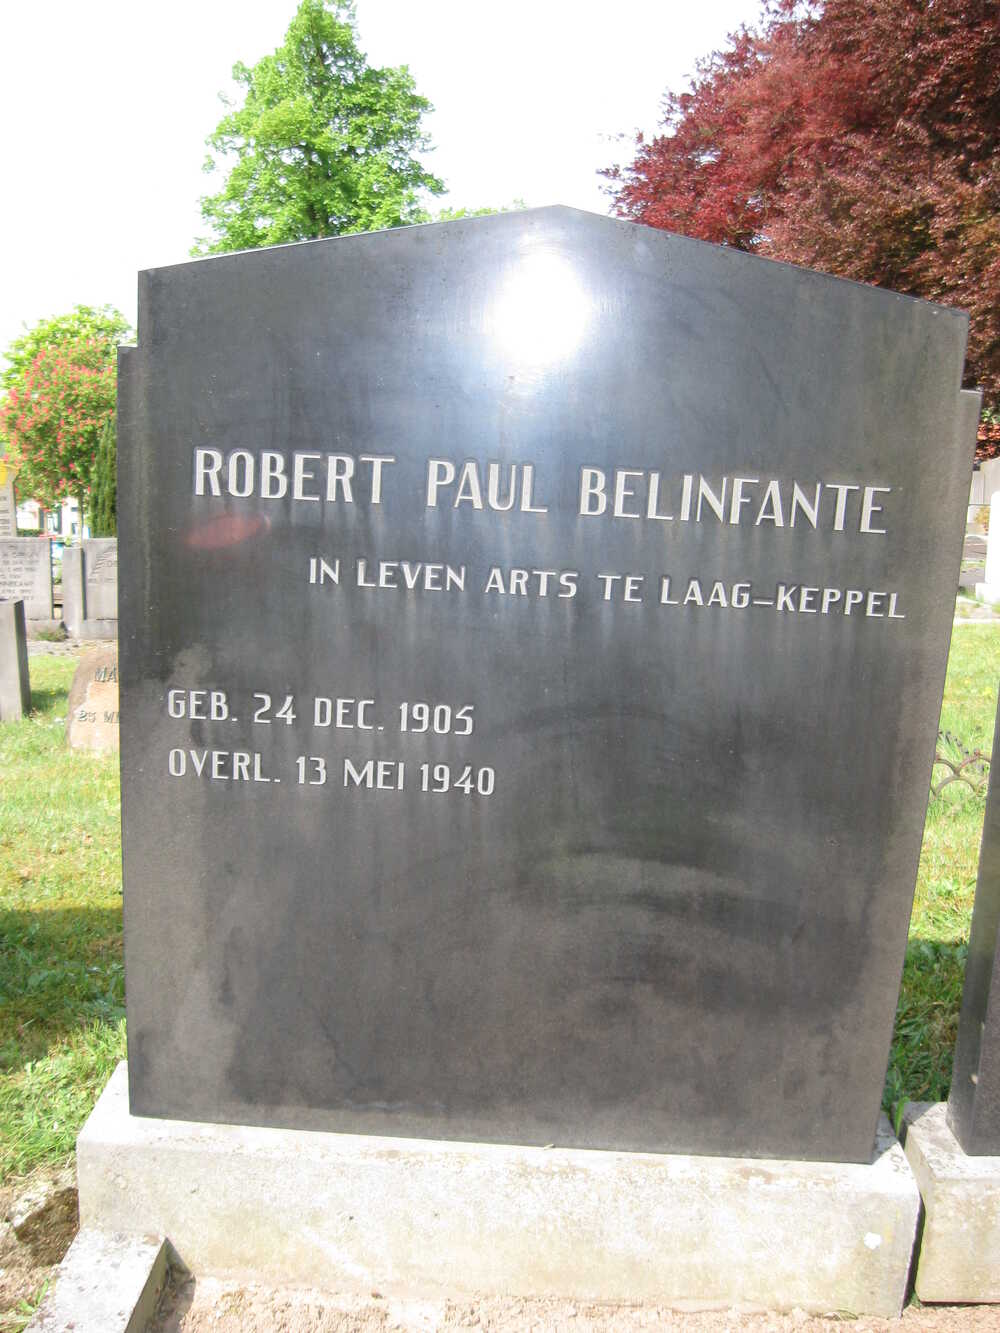 ROBERT PAUL BELINFANTE
IN LEVEN ARTS TE LAAG-KEPPEL
GEB. 24 DEC. 1905
OVERL. 13 MEI 1940